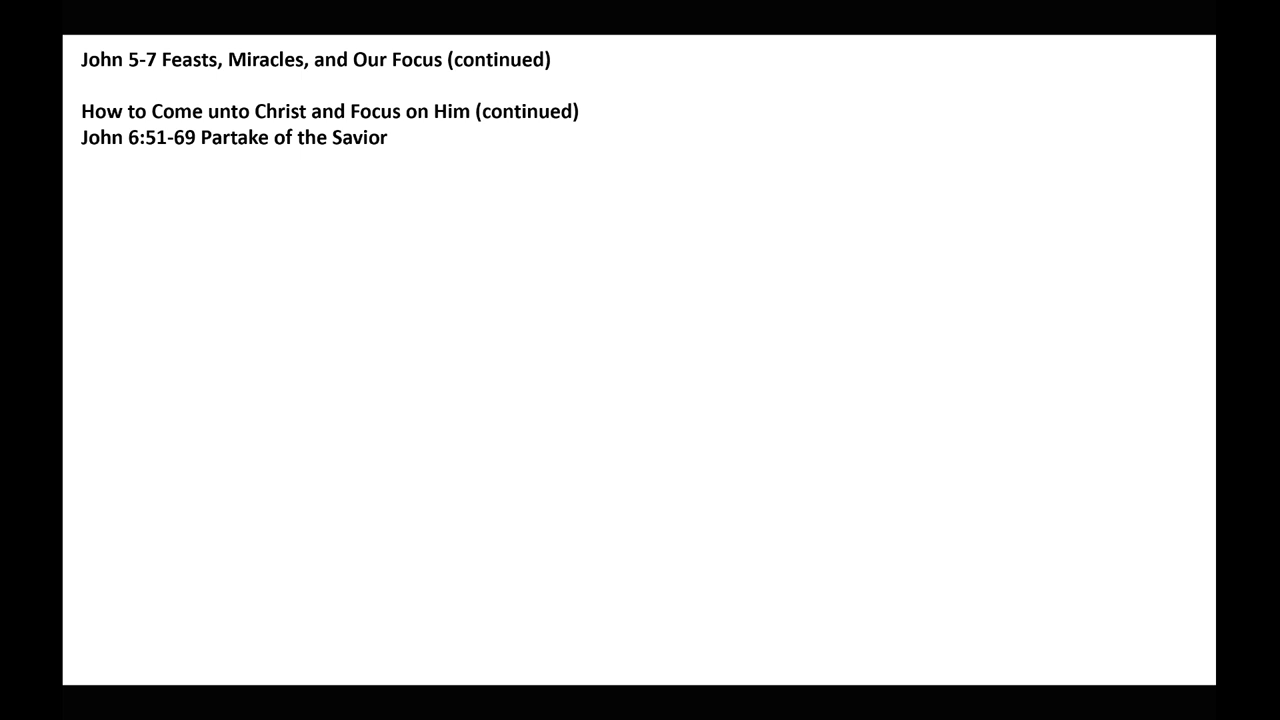 John 5-7 Feasts, Miracles, and Our Focus (continued)
How to Come unto Christ and Focus on Him (continued)
John 6:51-69 Partake of the Savior